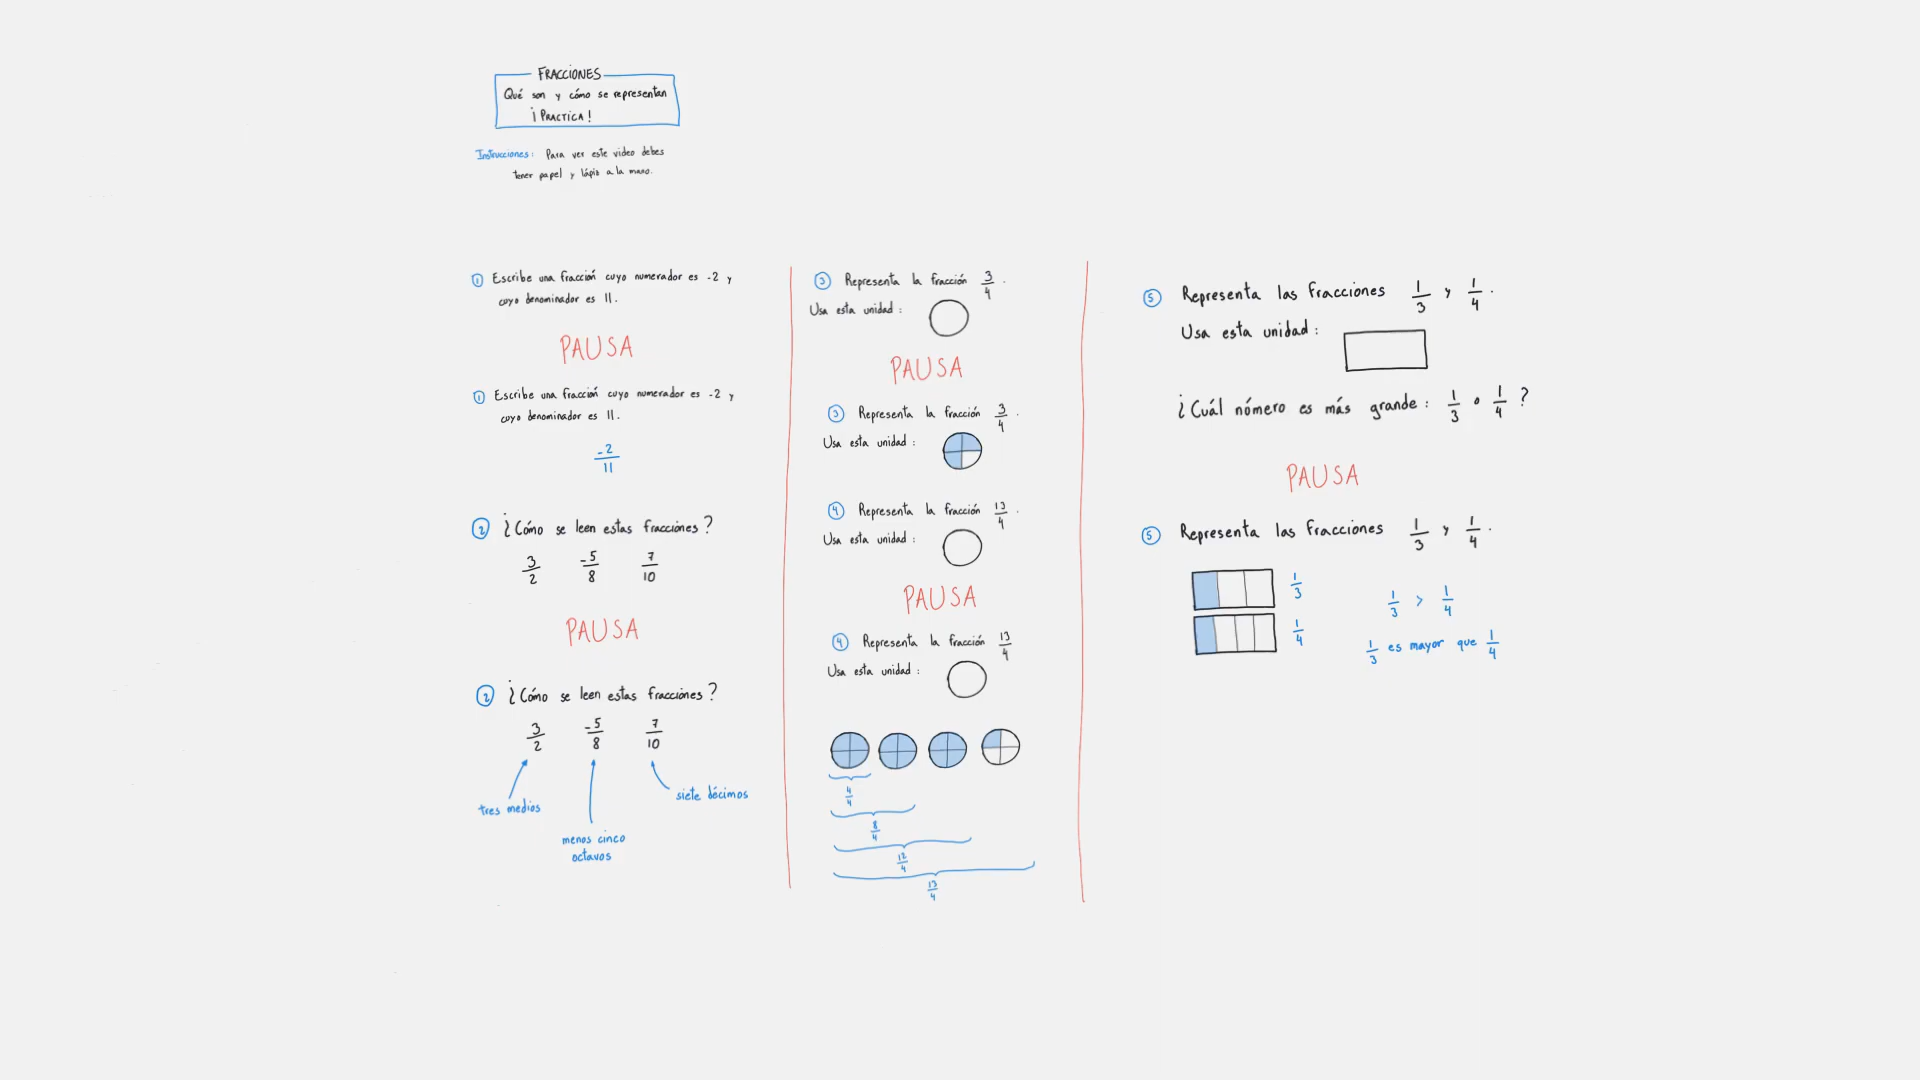 FRACCIONES
Qué son y cómo se representan
¡PRACTICA!
Instrucciones: Para ver este video debes
tener papel y lápiz a la mano.
1 Escribe una fracción cuyo numerador es -2 y
cuyo denominador es 11.
PAUSA
1 Escribe una fracción cuyo numerador es -2 y
cuyo denominador es 11.
-2/11
2 ¿Cómo se leen estas fracciones?
3/2 -5/8 7/10
PAUSA
2 ¿Cómo se leen estas fracciones?
3/2 -5/8 7/10
tres medios
menos cinco
octavos
siete décimos
3 Representa la fracción 3/4.
Usa esta unidad:
PAUSA
3 Representa la fracción 3/4.
Usa esta unidad:
4 Representa la fracción 13/4.
Usa esta unidad:
PAUSA
4 Representa la fracción 13/4
Usa esta unidad:
4/4
8/4
12/4
13/4
5 Representa las fracciones 1/3 y 1/4.
Usa esta unidad:
¿Cuál número es más grande: 1/3 o 1/4?
PAUSA
5 Representa las fracciones 1/3 y 1/4.
1/3
1/4
1/3 > 1/4
1/3 es mayor que 1/4